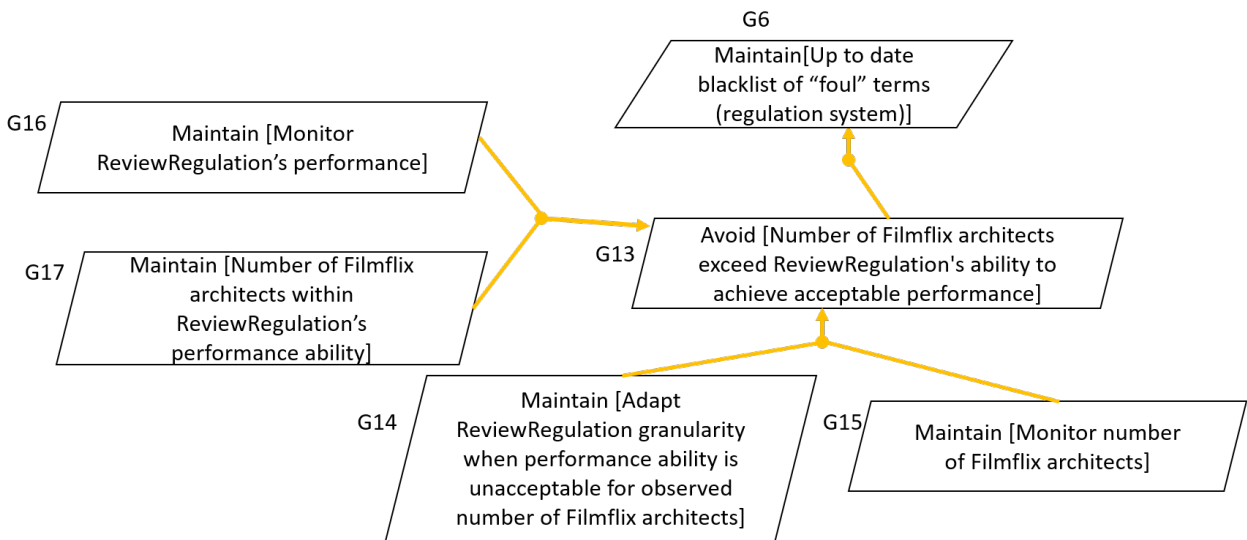 G6
Maintain[Up to date
blacklist of “foul” terms
(regulation system)]
G16
Maintain [Monitor
ReviewRegulation’s performance]
G17
Maintain [Number of Filmflix
architects within
ReviewRegulation’s
performance ability]
G13
Avoid [Number of Filmflix architects
exceed ReviewRegulation's ability to
achieve acceptable performance]
G14
Maintain [Adapt
ReviewRegulation granularity
when performance ability is
unacceptable for observed
number of Filmflix architects]
G15
Maintain [Monitor number
of Filmflix architects]